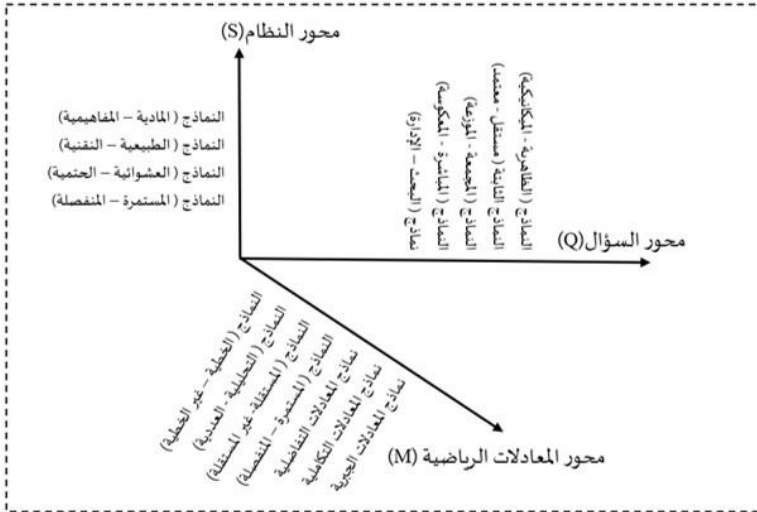 محور النظام(S)
النماذج ( المادية – المفاهيمية)
النماذج ( الطبيعية – التقنية)
النماذج ( العشوائية – الحتمية)
النماذج ( المستمرة – المنفصلة)
النماذج ( الظاهرية - الميكانيكية)
النماذج الثابتة ( مستقل - معتمد)
النماذج ( المجمعة - الموزعة)
النماذج ( المباشرة - المعكوسة)
نماذج ( البحث – الإدارة)
محور السؤال(Q)
النماذج ( الخطية – غير الخطية)
النماذج ( التحليلية - العددية)
النماذج ( المستقلة- غير المستقلة)
النماذج ( المستمرة – المنفصلة)
نماذج المعادلات التفاضلية
نماذج المعادلات التكاملية
نماذج المعادلات الجبرية
محور المعادلات الرياضية (M)